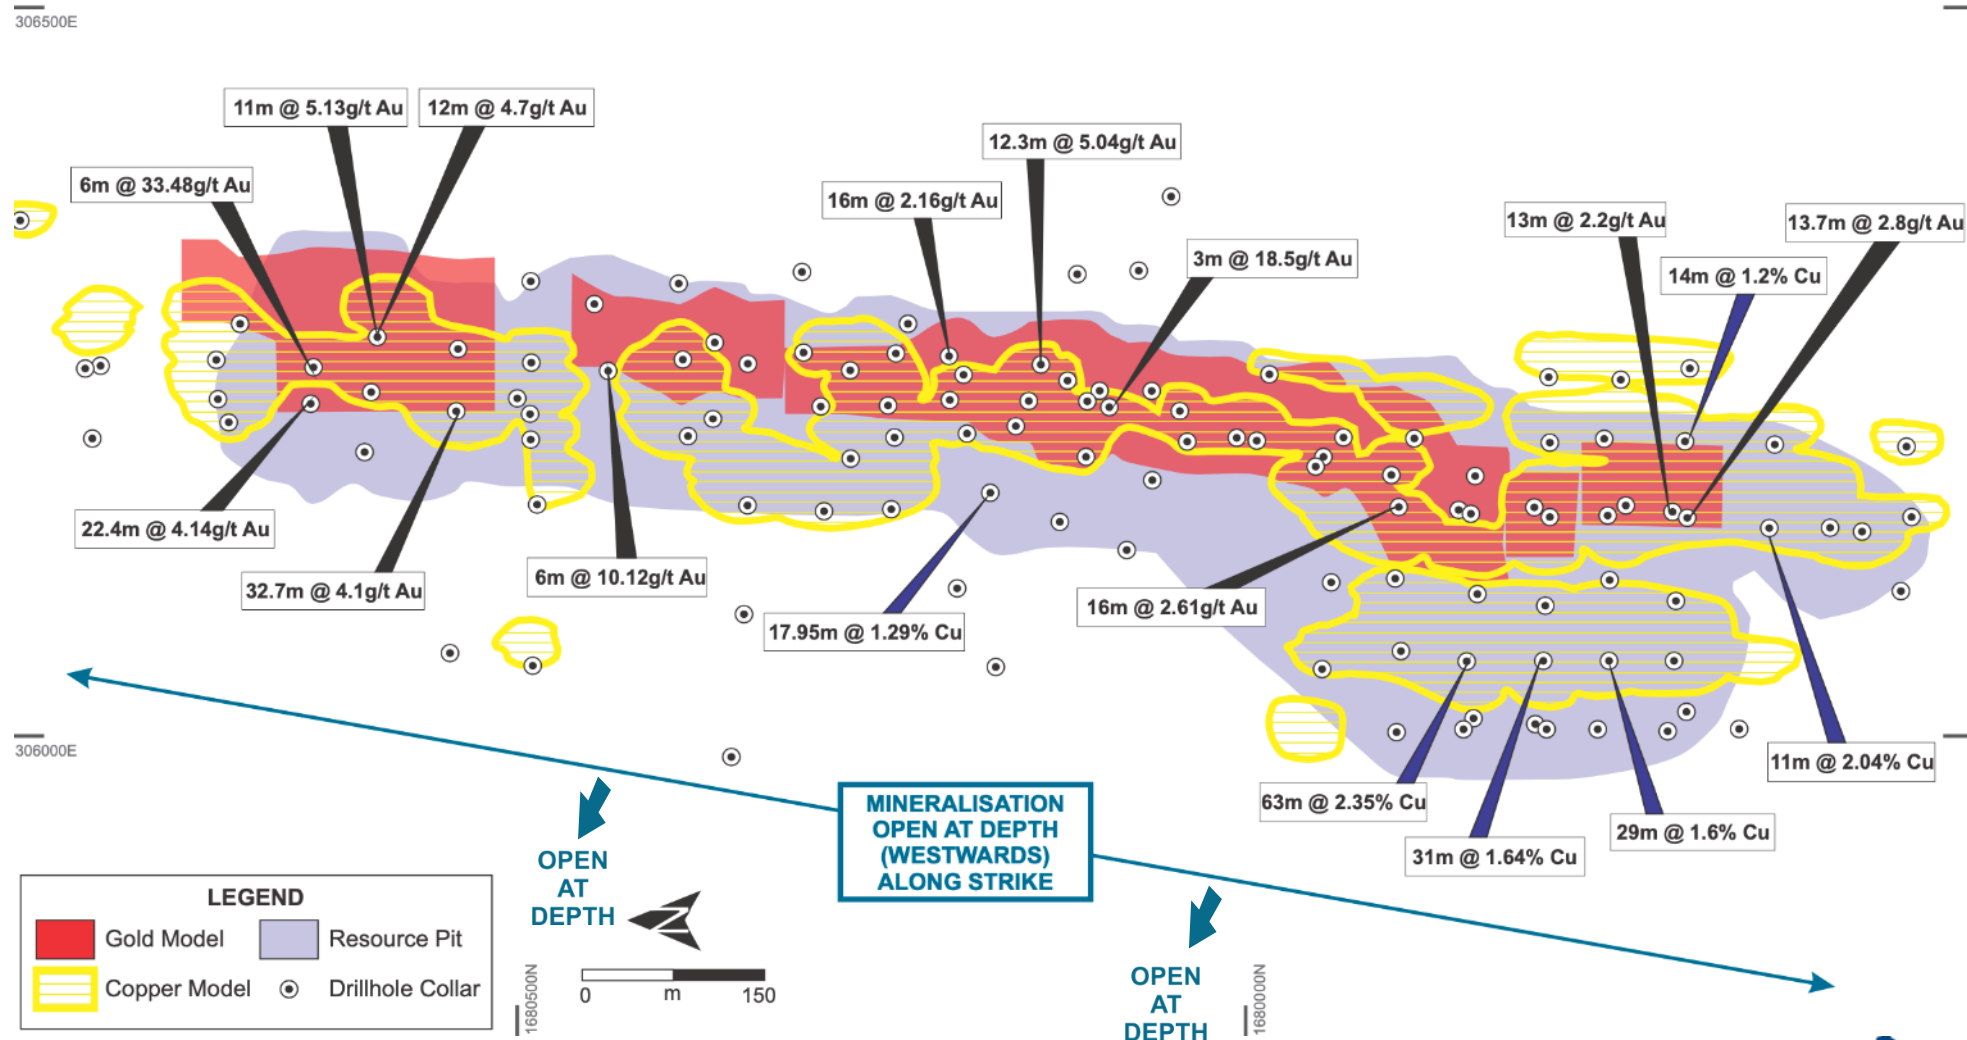 306500E
11m @ 5.13g/t Au
12m @ 4.7g/t Au
12.3m @ 5.04g/t Au
6m @ 33.48g/t Au
16m @ 2.16g/t Au
13m @ 2.2g/t Au
13.7m @ 2.8g/t Au
3m @ 18.5g/t Au
14m @ 1.2% Cu
22.4m @ 4.14g/t Au
32.7m @ 4.1g/t Au
6m @ 10.12g/t Au
17.95m @ 1.29% Cu
16m @ 2.61g/t Au
306000E
11m @ 2.04% Cu
63m @ 2.35% Cu
29m @ 1.6% Cu
31m @ 1.64% Cu
MINERALISATION
OPEN AT DEPTH
(WESTWARDS)
ALONG STRIKE
OPEN
AT
DEPTH
LEGEND
Gold Model
Resource Pit
Copper Model
Drillhole Collar
N
0
m
150
1680500N
OPEN
AT
DEPTH
1680000N